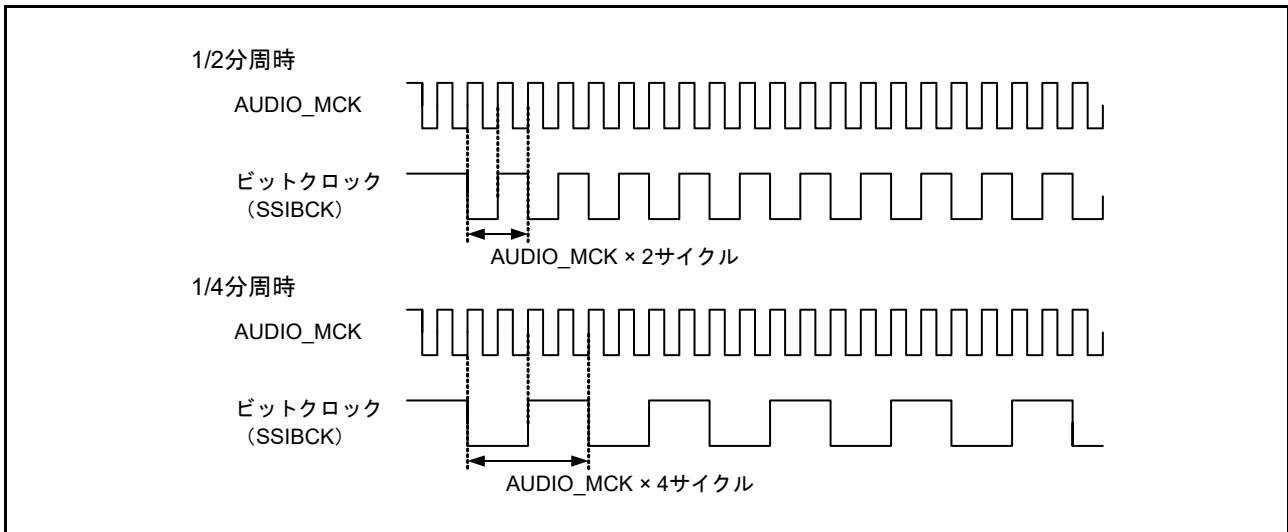 1/2分周時
AUDIO_MCK
ビットクロック
（SSIBCK）
AUDIO_MCK × 2サイクル
1/4分周時
AUDIO_MCK
ビットクロック
（SSIBCK）
AUDIO_MCK × 4サイクル